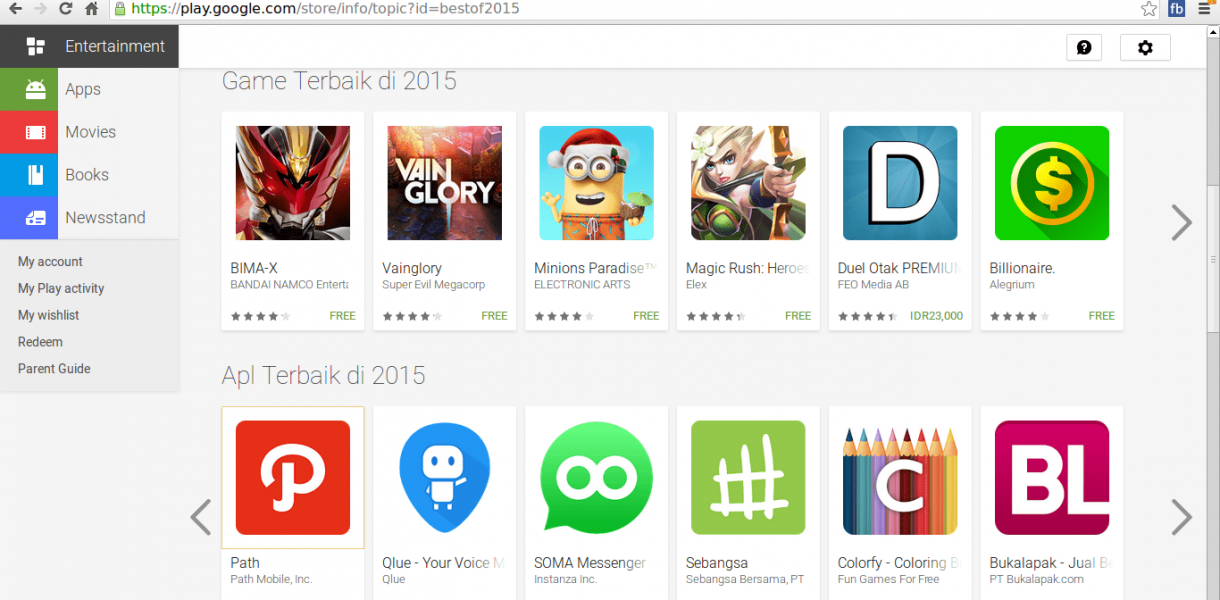 https://play.google.com/store/info/topic?id=bestof2015
fb
Entertainment
Apps
Movies
Books
Newsstand
My account
My Play activity
My wishlist
Redeem
Parent Guide
Game Terbaik di 2015
VAIN
GLORY
D
$
BIMA-X
BANDAI NAMCO Enterta
FREE
Vainglory
Super Evil Megacorp
FREE
Minions Paradise™
ELECTRONIC ARTS
FREE
Magic Rush: Heroes
Elex
FREE
Duel Otak PREMIUM
FEO Media AB
IDR23,000
Billionaire.
Alegrium
FREE
Apl Terbaik di 2015
C
BL
Path
Path Mobile, Inc.
Qlue - Your Voice M
Qlue
SOMA Messenger
Instanza Inc.
Sebangsa
Sebangsa Bersama, PT
Colorfy - Coloring B
Fun Games For Free
Bukalapak - Jual Be
PT Bukalapak.com